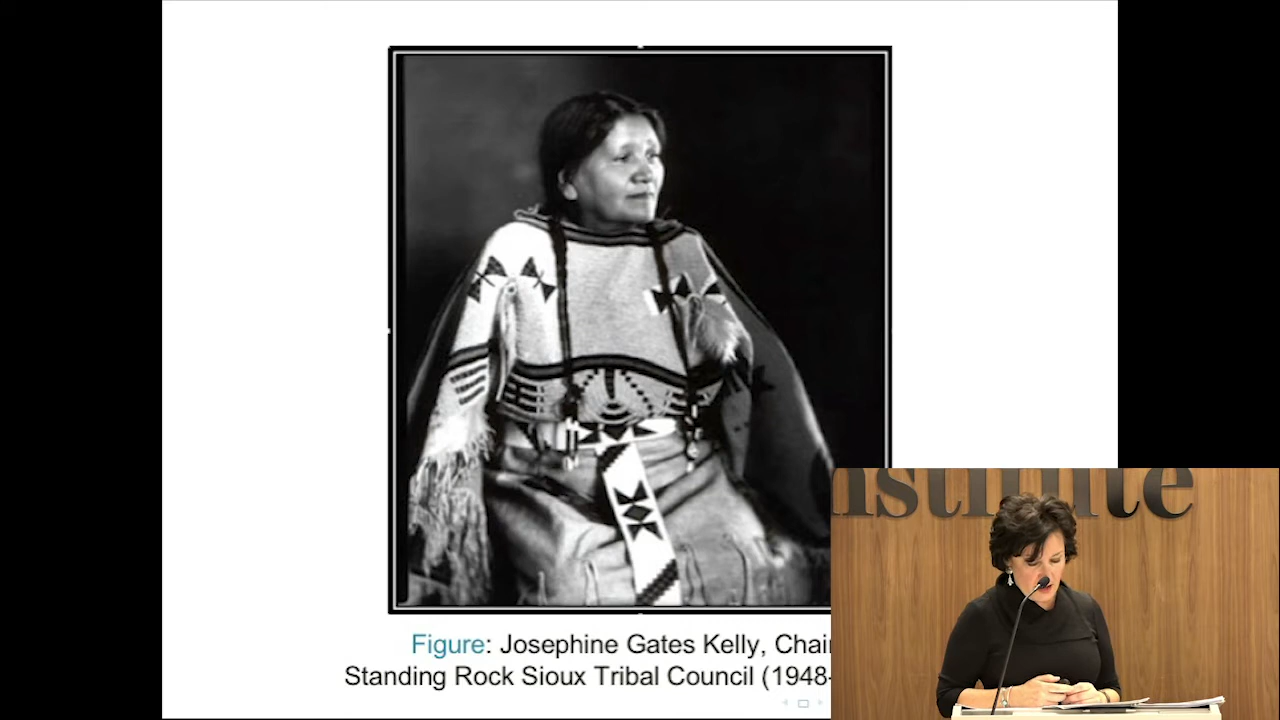 Figure: Josephine Gates Kelly, Chair
Standing Rock Sioux Tribal Council (1948-
nstitute